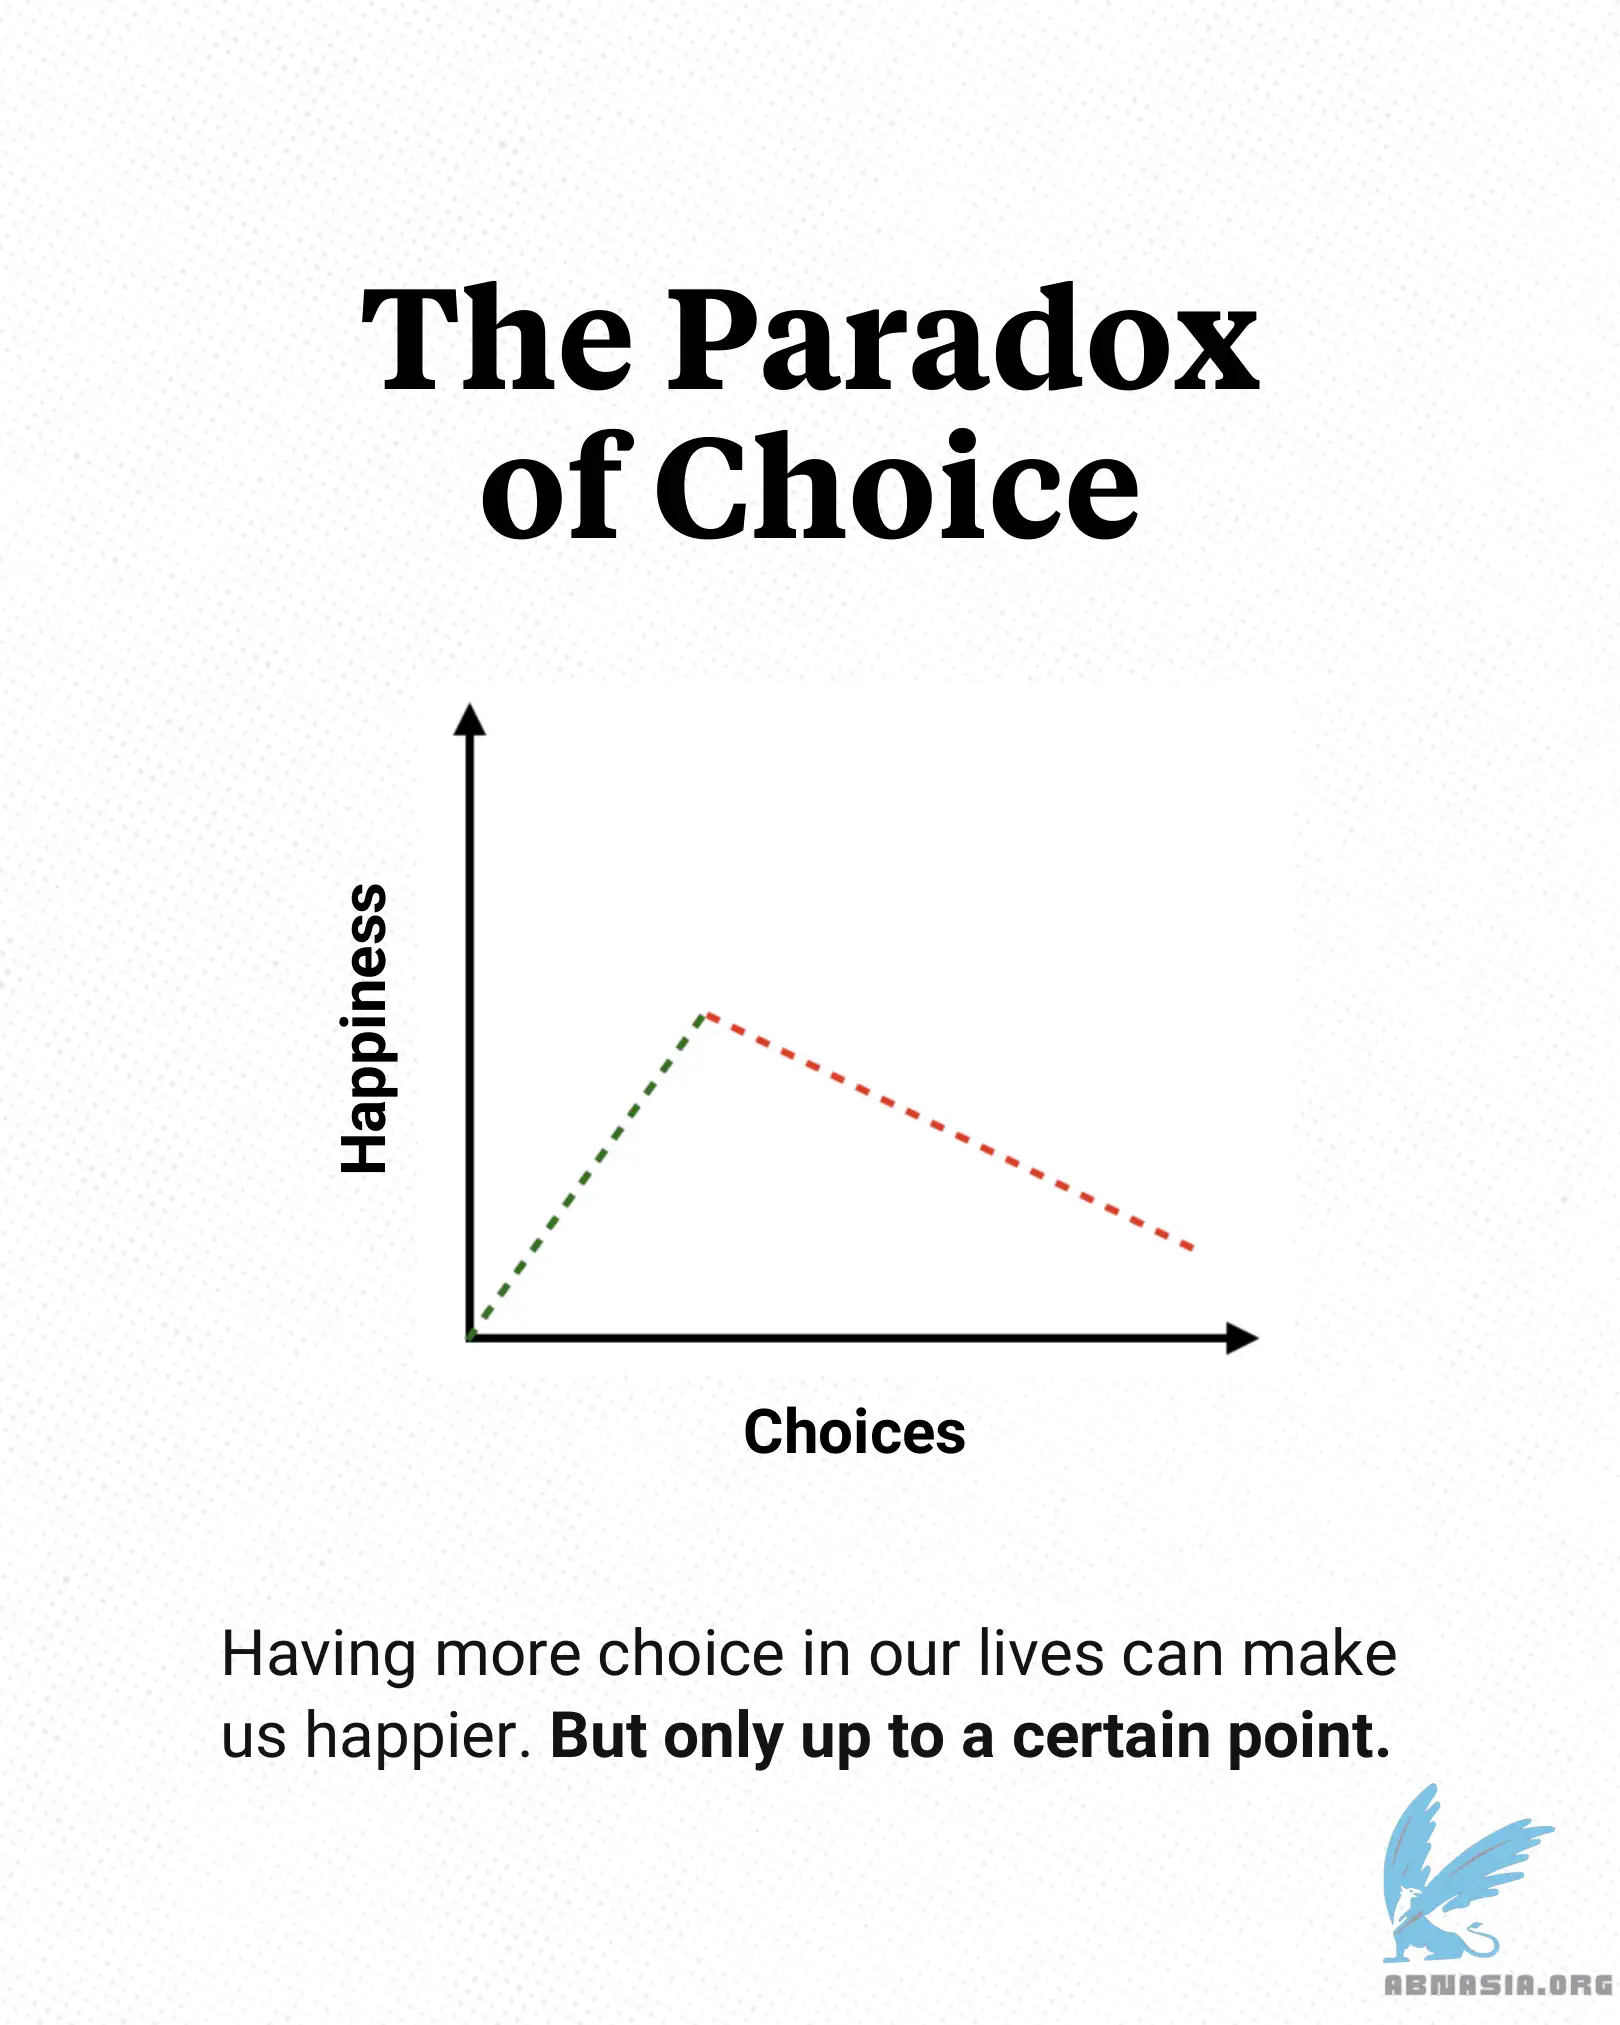 The Paradox
of Choice
Happiness
Choices
Having more choice in our lives can make
us happier. But only up to a certain point.
ABNASIA.ORG